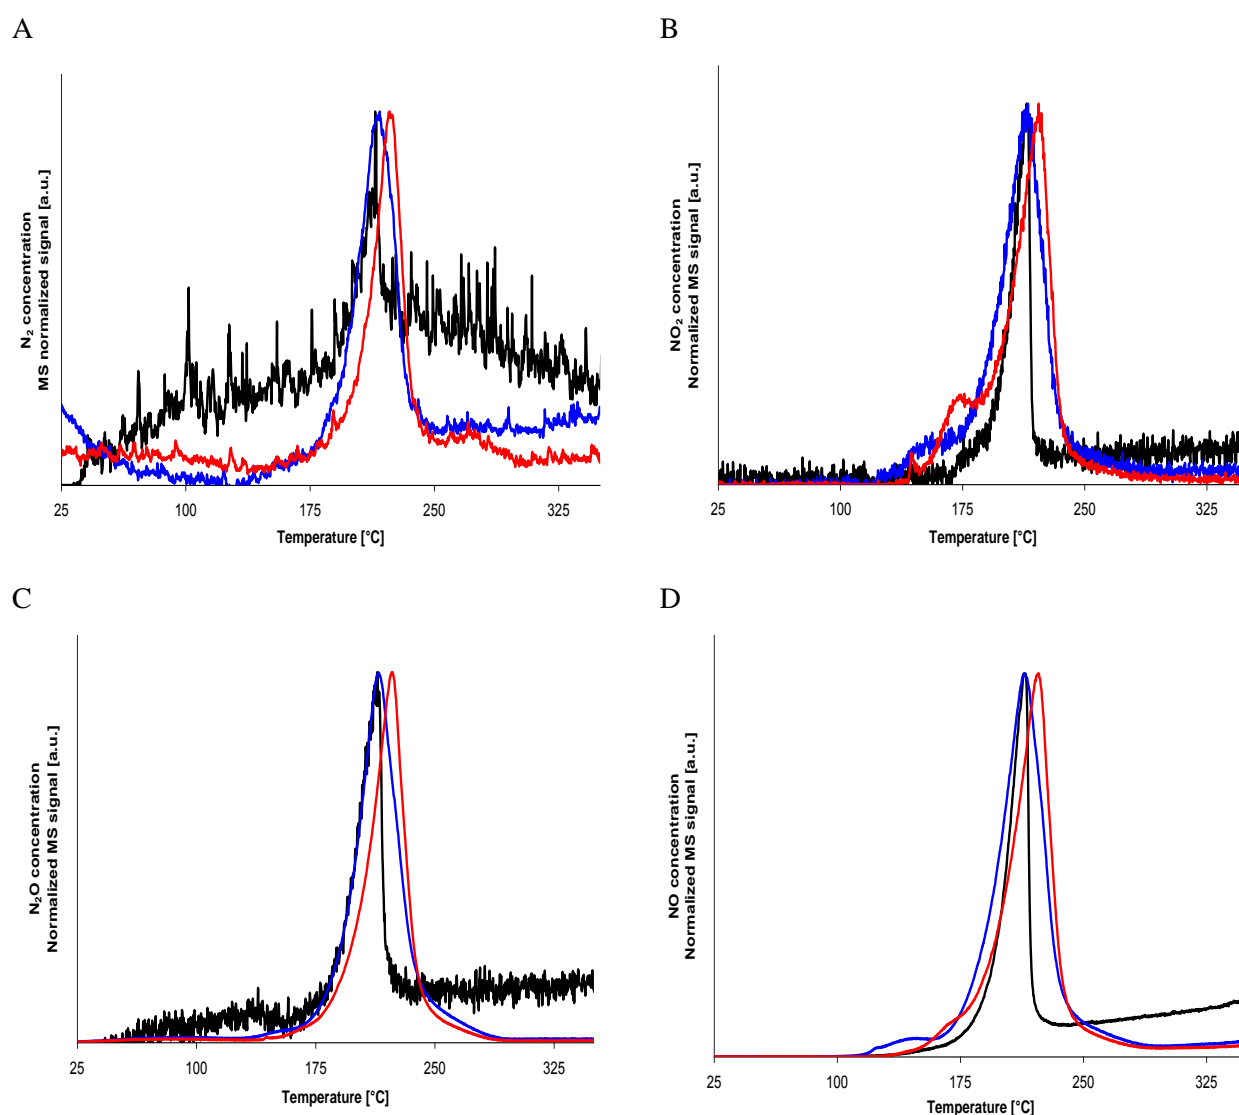 A
N₂ concentration
MS normalized signal [a.u.]
25 100 175 250 325
Temperature [°C]
B
NO₂ concentration
Normalized MS signal [a.u.]
25 100 175 250 325
Temperature [°C]
C
N₂O concentration
Normalized MS signal [a.u.]
25 100 175 250 325
Temperature [°C]
D
NO concentration
Normalized MS signal [a.u.]
25 100 175 250 325
Temperature [°C]